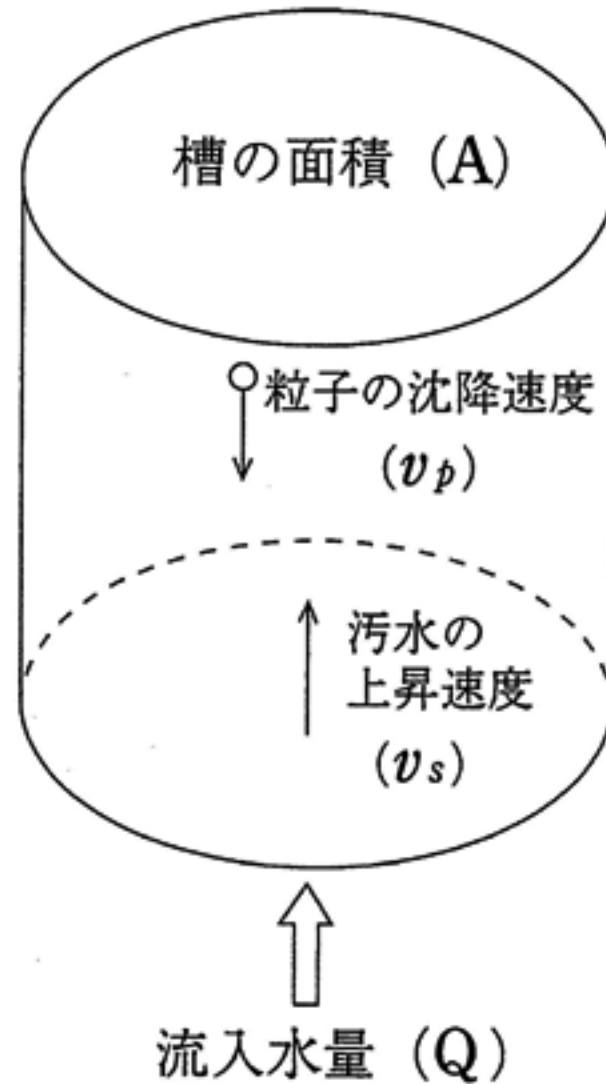 槽の面積 (A)
粒子の沈降速度
(vp)
汚水の
上昇速度
(vs)
流入水量 (Q)